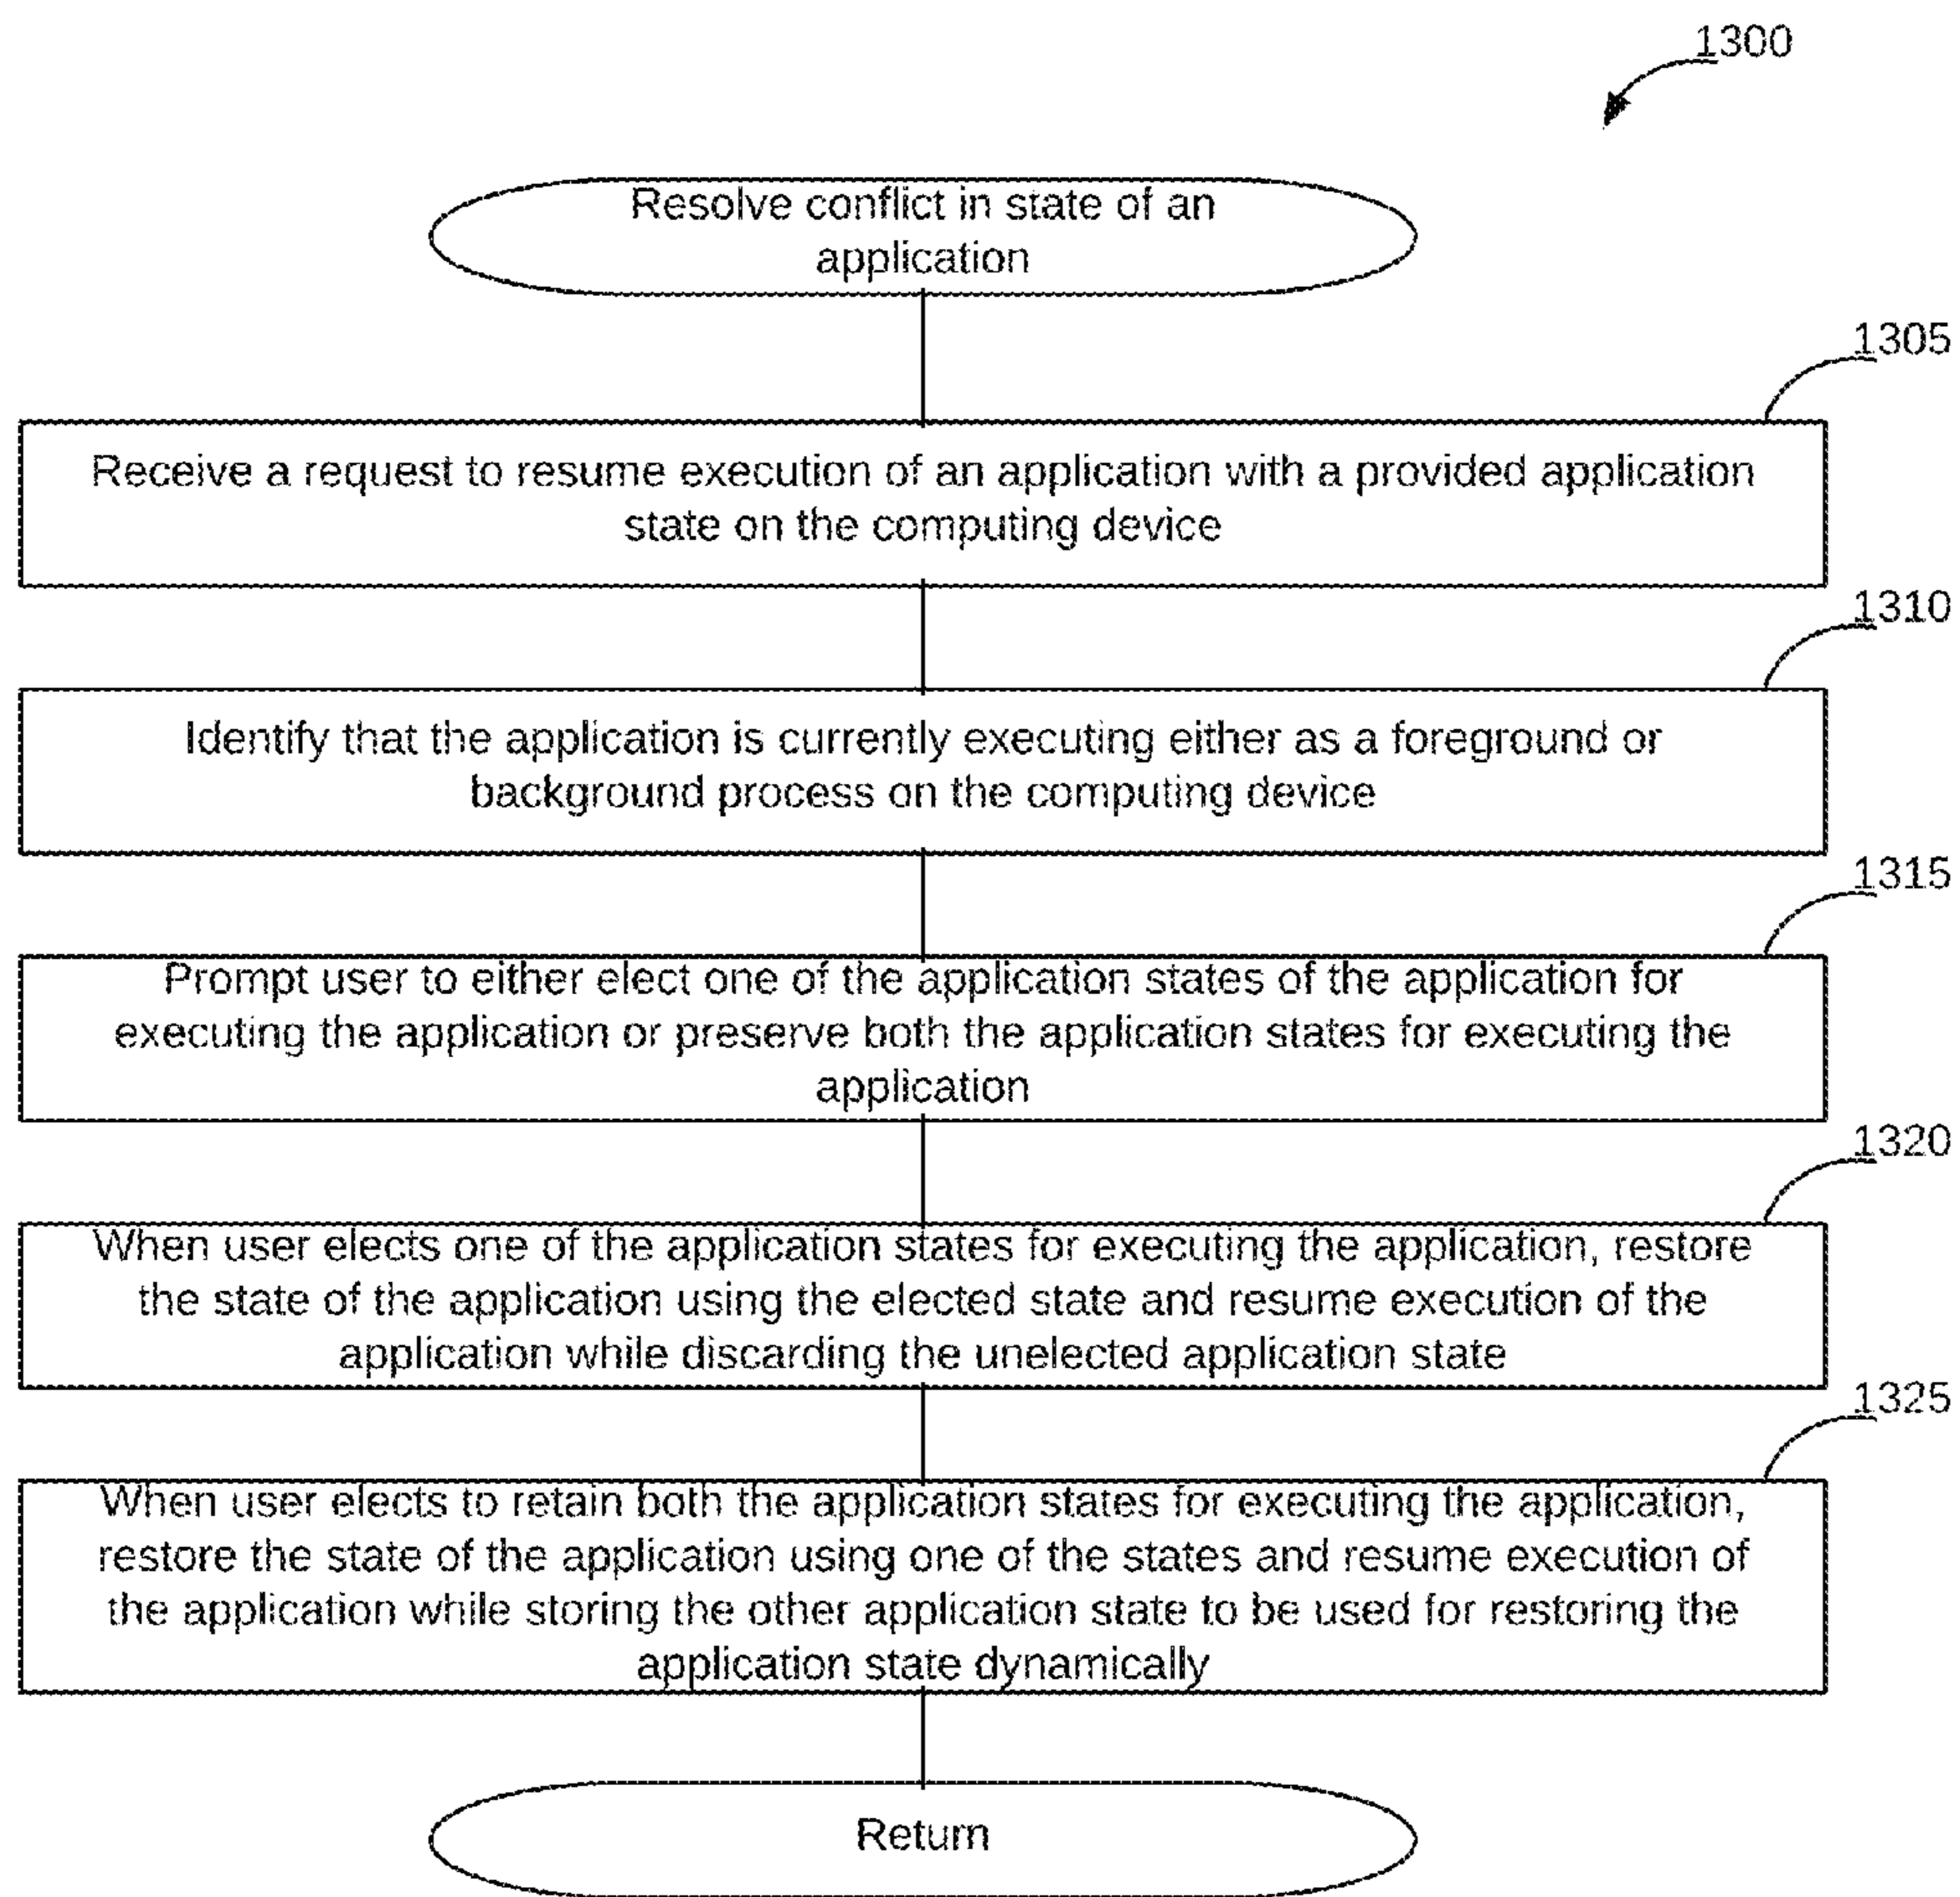 1300
Resolve conflict in state of an
application
1305
Receive a request to resume execution of an application with a provided application
state on the computing device
1310
Identify that the application is currently executing either as a foreground or
background process on the computing device
1315
Prompt user to either elect one of the application states of the application for
executing the application or preserve both the application states for executing the
application
1320
When user elects one of the application states for executing the application, restore
the state of the application using the elected state and resume execution of the
application while discarding the unelected application state
1325
When user elects to retain both the application states for executing the application,
restore the state of the application using one of the states and resume execution of
the application while storing the other application state to be used for restoring the
application state dynamically
Return